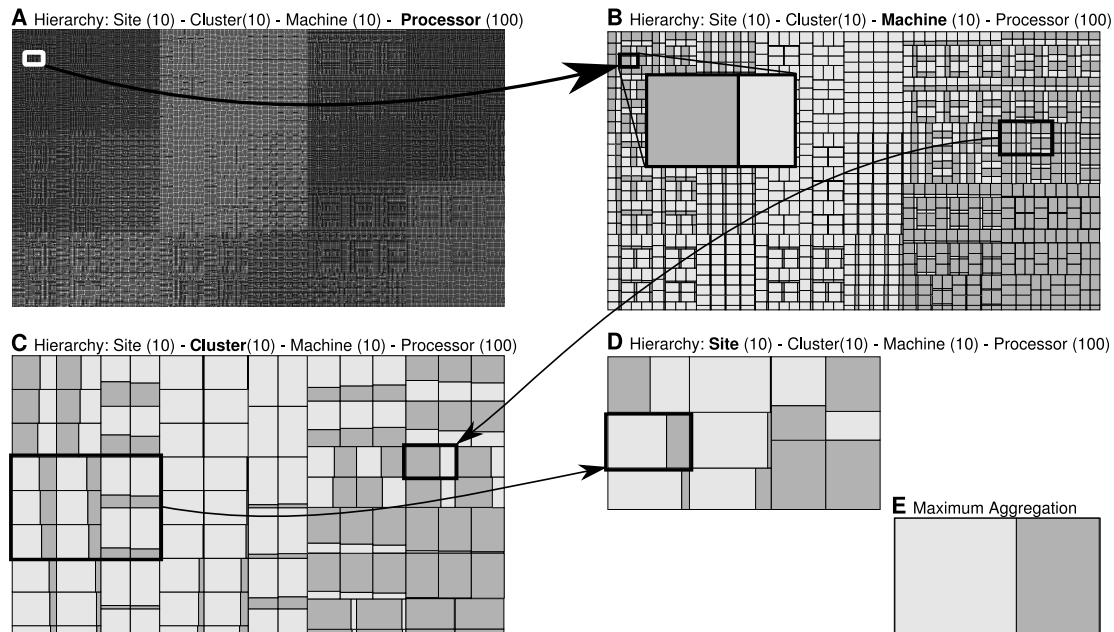 A Hierarchy: Site (10) - Cluster(10) - Machine (10) - Processor (100)
B Hierarchy: Site (10) - Cluster(10) - Machine (10) - Processor (100)
C Hierarchy: Site (10) - Cluster(10) - Machine (10) - Processor (100)
D Hierarchy: Site (10) - Cluster(10) - Machine (10) - Processor (100)
E Maximum Aggregation